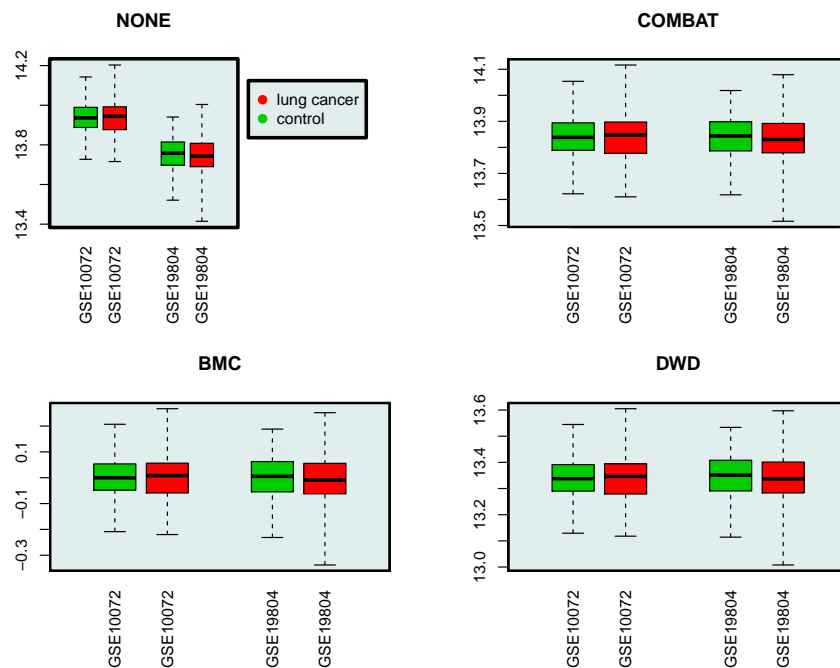 NONE
14.2
13.8
13.4
GSE10072
GSE10072
GSE19804
GSE19804
lung cancer
control
COMBAT
14.1
13.9
13.7
13.5
GSE10072
GSE10072
GSE19804
GSE19804
BMC
0.1
−0.1
−0.3
GSE10072
GSE10072
GSE19804
GSE19804
DWD
13.6
13.4
13.2
13.0
GSE10072
GSE10072
GSE19804
GSE19804